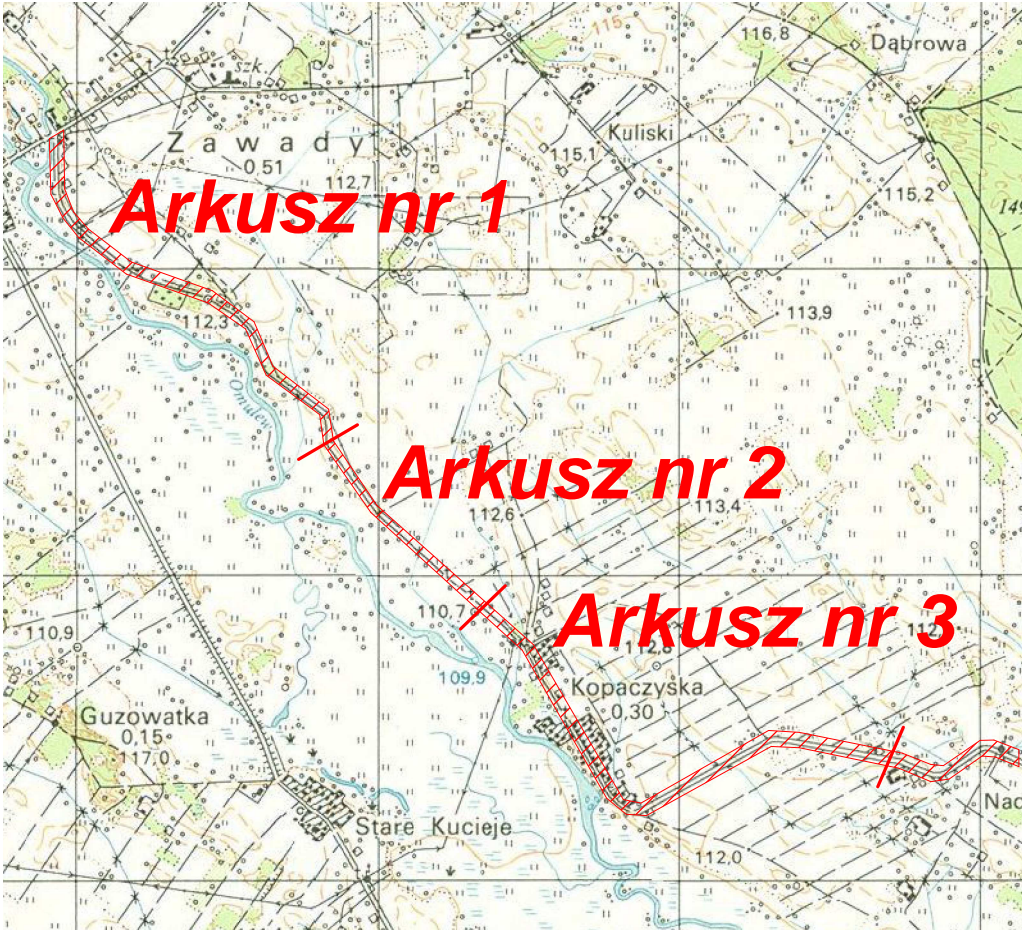 115
116,8
Dąbrowa
szk.
Kuliski
Zawady
0.51
115,1
112,7
115,2
149
Arkusz nr 1
112,3
113,9
Omulew
Arkusz nr 2
112,6
113,4
110,7
Arkusz nr 3
110,9
112,8
109.9
Kopaczyska
0,30
Guzowatka
0,15
117,0
Stare Kucieje
Nad
112,0